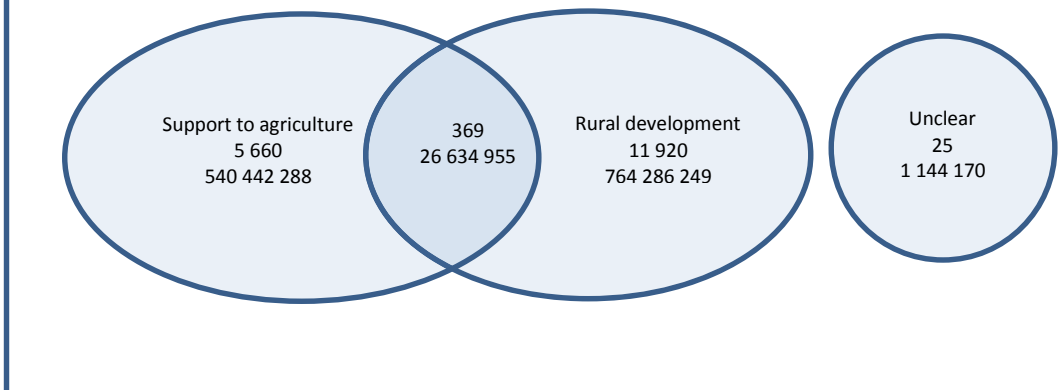 Support to agriculture
5 660
540 442 288
369
26 634 955
Rural development
11 920
764 286 249
Unclear
25
1 144 170